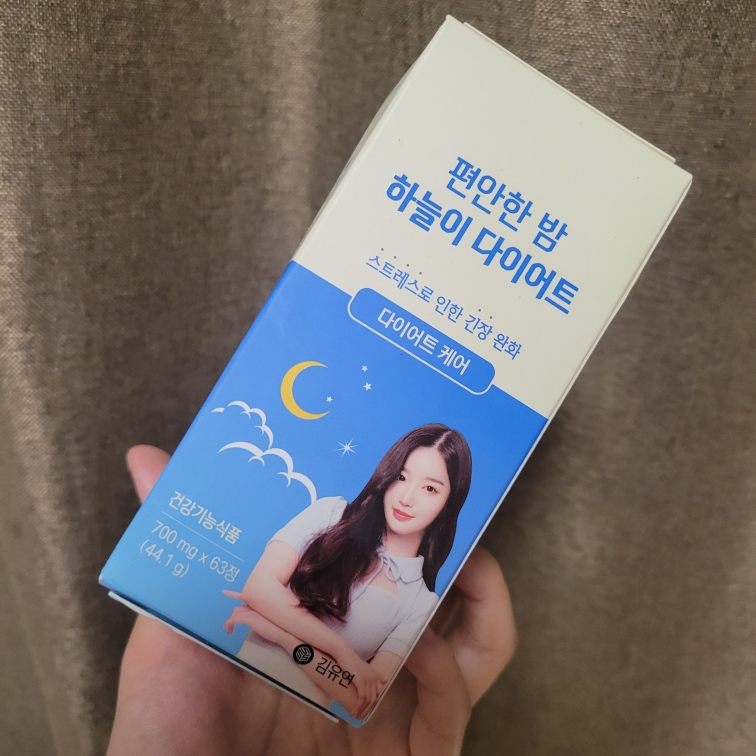 편안한 밤
하늘이 다이어트
스트레스로 인한 긴장 완화
다이어트 케어
건강기능식품
700 mg x 63정
(44.1 g)
김유연